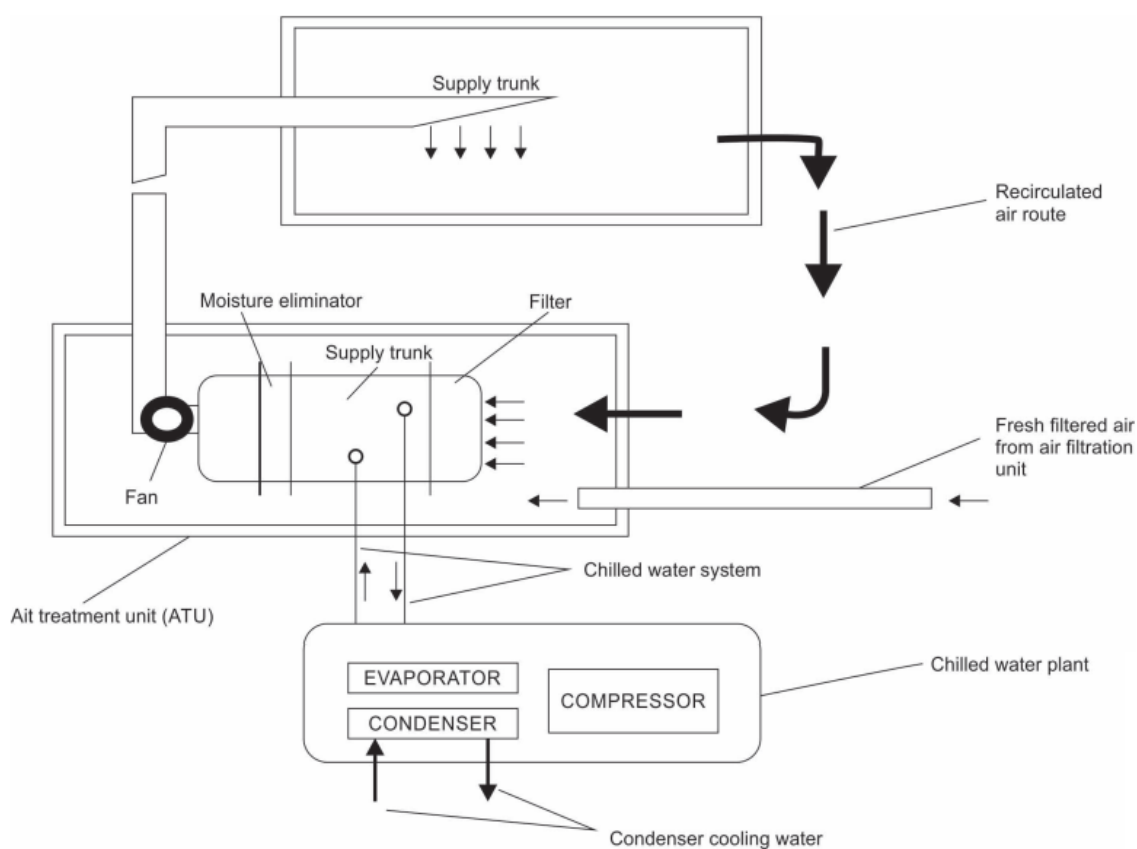 Supply trunk
Recirculated
air route
Moisture eliminator
Filter
Supply trunk
Fresh filtered air
from air filtration
unit
Fan
Chilled water system
Ait treatment unit (ATU)
Chilled water plant
EVAPORATOR
COMPRESSOR
CONDENSER
Condenser cooling water